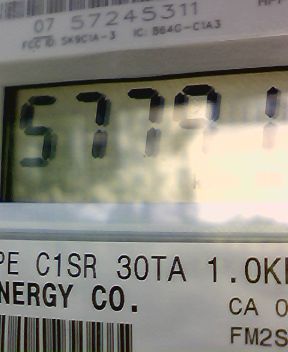 07 57245311
FCC ID: SK9C1A-3 IC: 864G-C1A3
57791
PE C1SR 30TA 1.0K
NERGY CO.
CA 0
FM2S